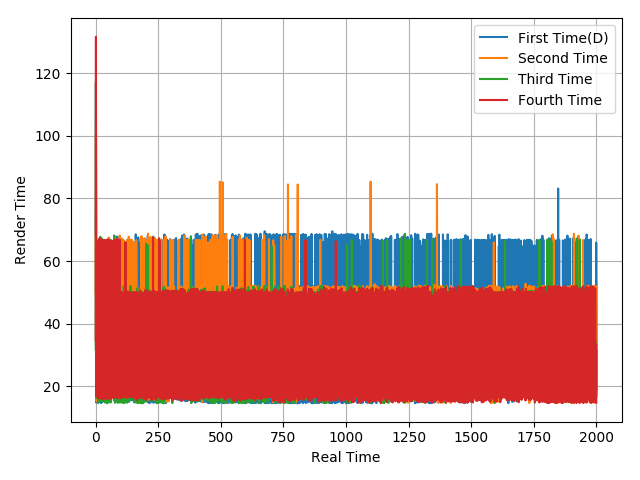 First Time(D)
Second Time
Third Time
Fourth Time
Render Time
120
100
80
60
40
20
0
250
500
750
1000
1250
1500
1750
2000
Real Time